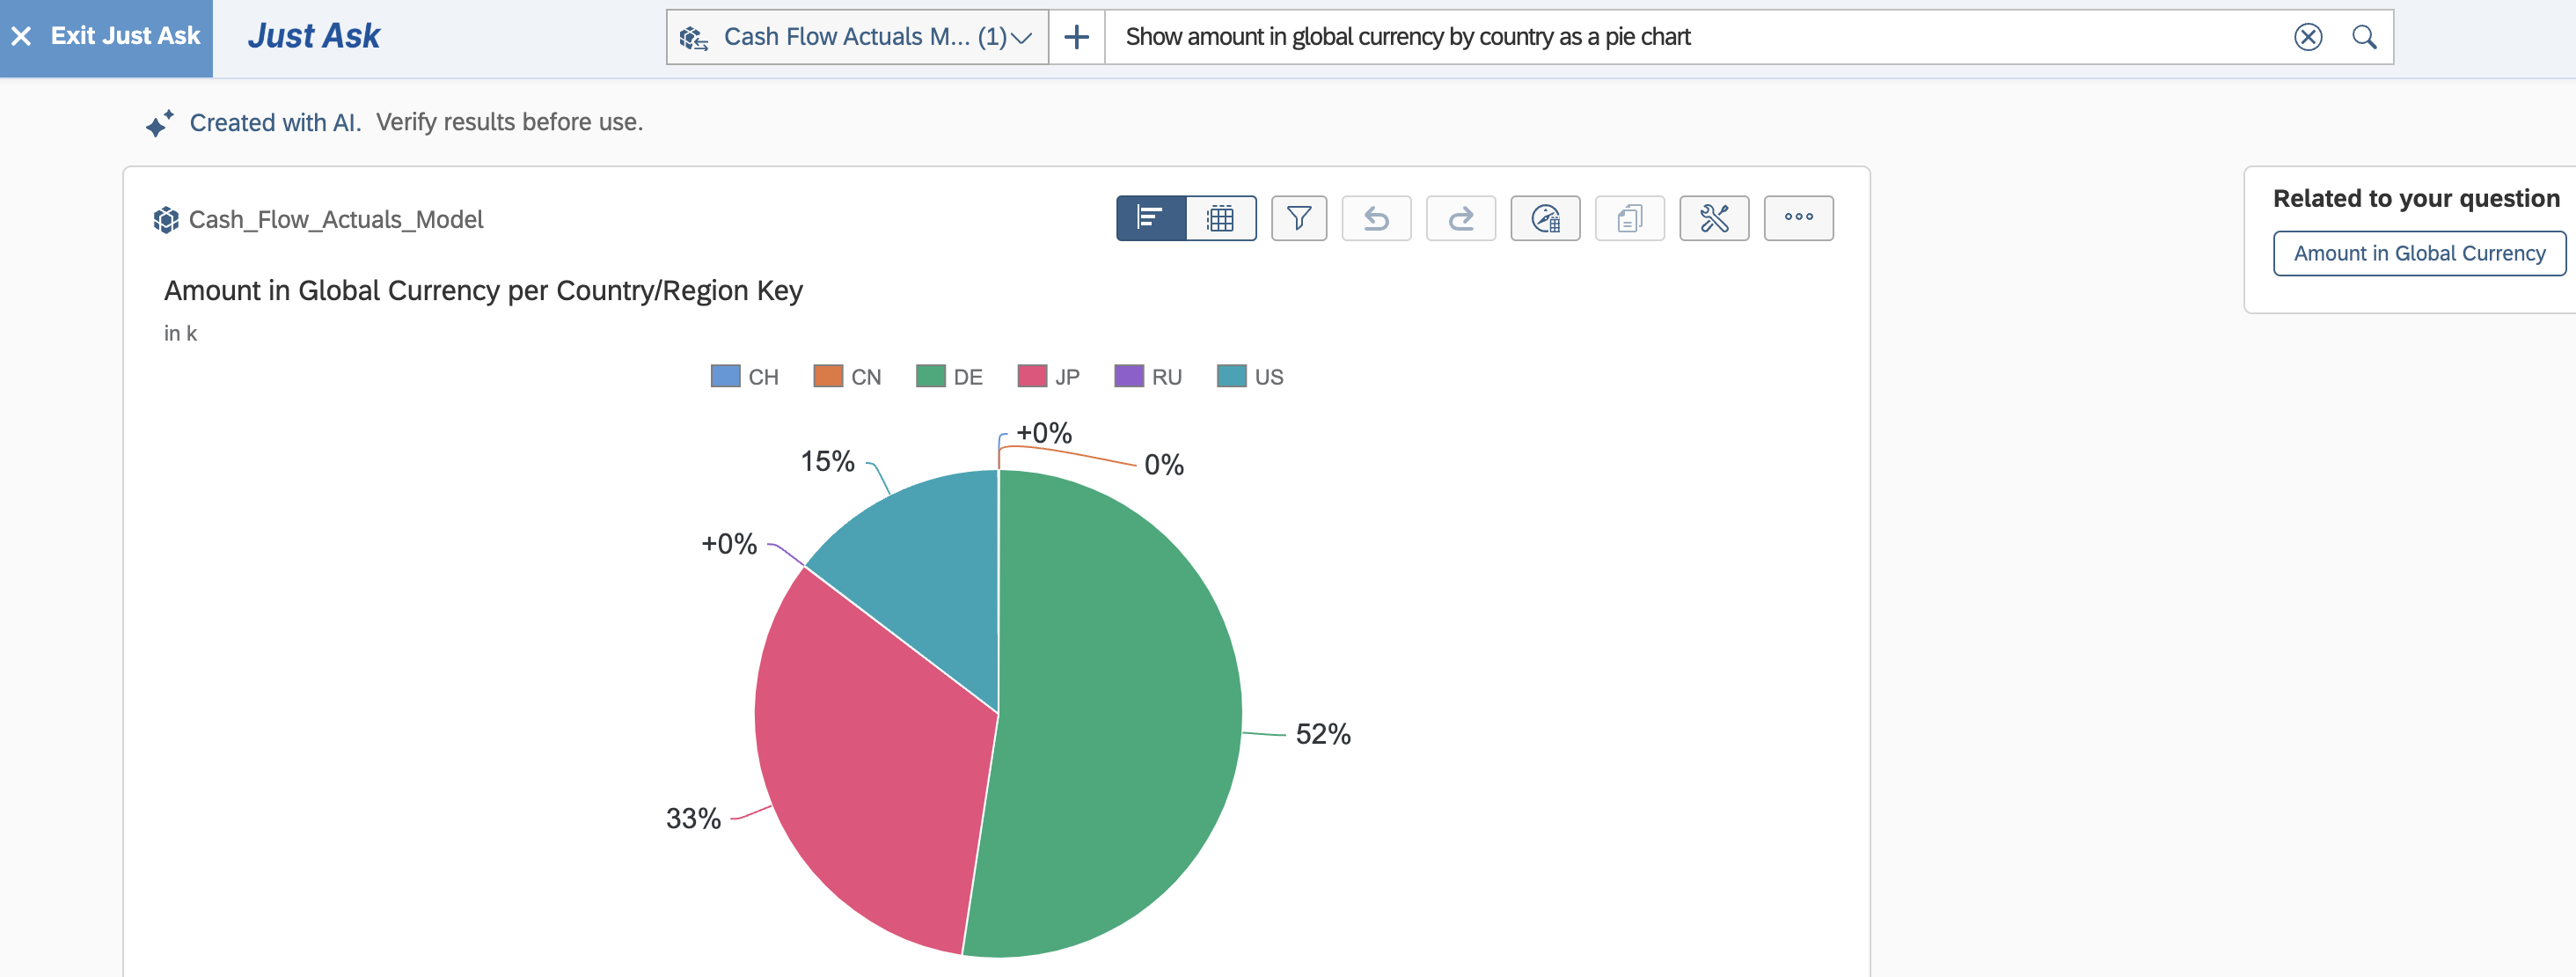 Exit Just Ask
Just Ask
Cash Flow Actuals M... (1)
Show amount in global currency by country as a pie chart
Created with AI. Verify results before use.
Cash_Flow_Actuals_Model
Related to your question
Amount in Global Currency
Amount in Global Currency per Country/Region Key
in k
CH CN DE JP RU US
+0%
15%
0%
+0%
52%
33%